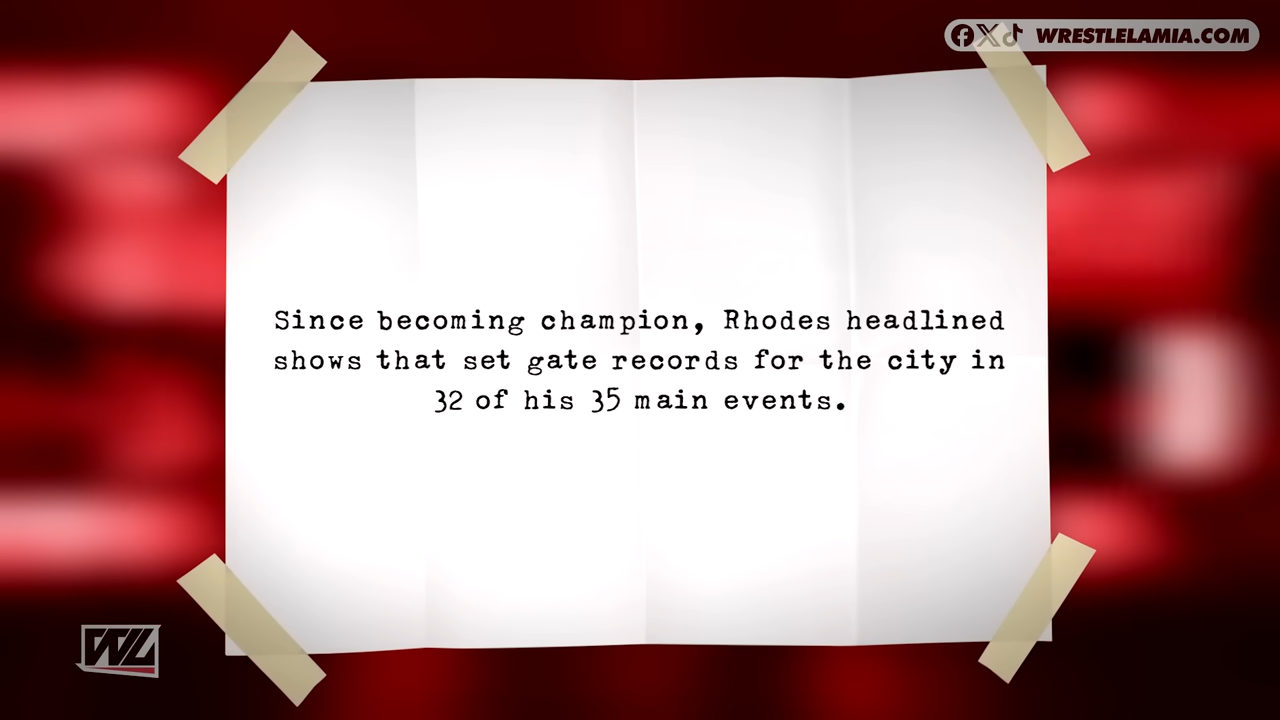 WRESTLELAMIA.COM
Since becoming champion, Rhodes headlined
shows that set gate records for the city in
32 of his 35 main events.
WL